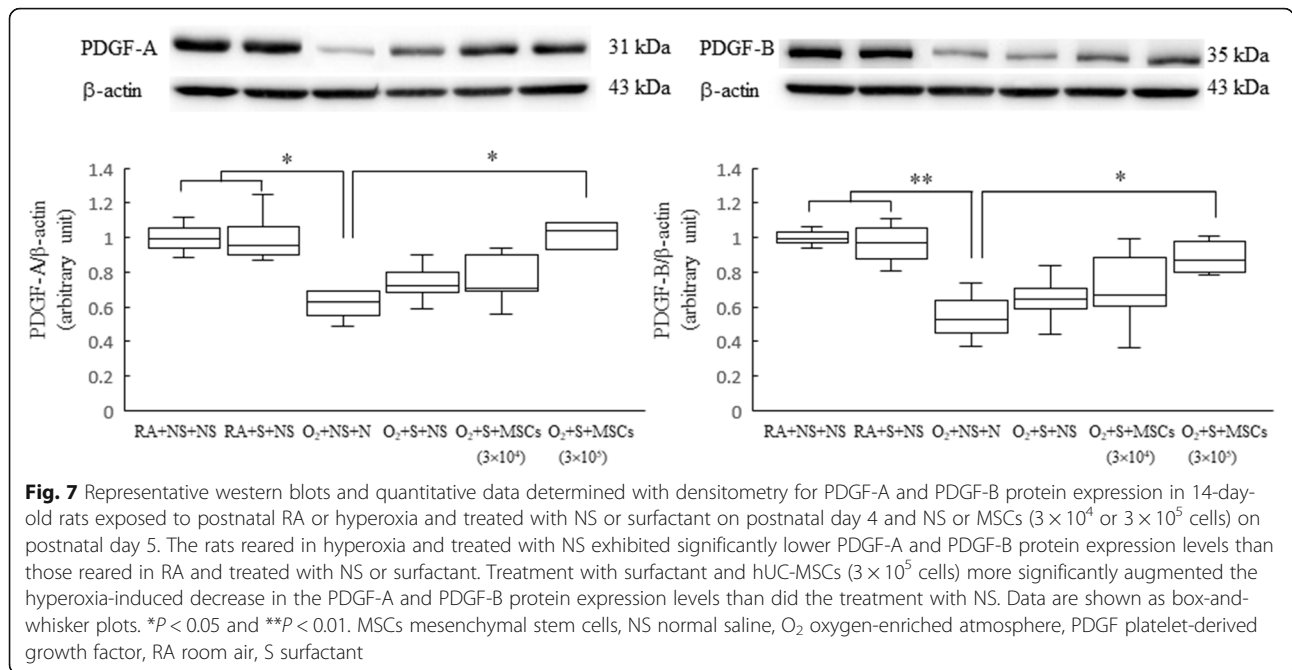 PDGF-A 31 kDa
β-actin 43 kDa
PDGF-B 35 kDa
β-actin 43 kDa
PDGF-A/β-actin
(arbitrary unit)
1.4
1.2
1
0.8
0.6
0.4
0.2
0
*
*
RA+NS+NS RA+S+NS O₂+NS+N O₂+S+NS O₂+S+MSCs O₂+S+MSCs
(3×10⁴) (3×10⁵)
PDGF-B/β-actin
(arbitrary unit)
1.4
1.2
1
0.8
0.6
0.4
0.2
0
**
*
RA+NS+NS RA+S+NS O₂+NS+N O₂+S+NS O₂+S+MSCs O₂+S+MSCs
(3×10⁴) (3×10⁵)
Fig. 7 Representative western blots and quantitative data determined with densitometry for PDGF-A and PDGF-B protein expression in 14-day-
old rats exposed to postnatal RA or hyperoxia and treated with NS or surfactant on postnatal day 4 and NS or MSCs (3 × 10⁴ or 3 × 10⁵ cells) on
postnatal day 5. The rats reared in hyperoxia and treated with NS exhibited significantly lower PDGF-A and PDGF-B protein expression levels than
those reared in RA and treated with NS or surfactant. Treatment with surfactant and hUC-MSCs (3 × 10⁵ cells) more significantly augmented the
hyperoxia-induced decrease in the PDGF-A and PDGF-B protein expression levels than did the treatment with NS. Data are shown as box-and-
whisker plots. *P < 0.05 and **P < 0.01. MSCs mesenchymal stem cells, NS normal saline, O₂ oxygen-enriched atmosphere, PDGF platelet-derived
growth factor, RA room air, S surfactant